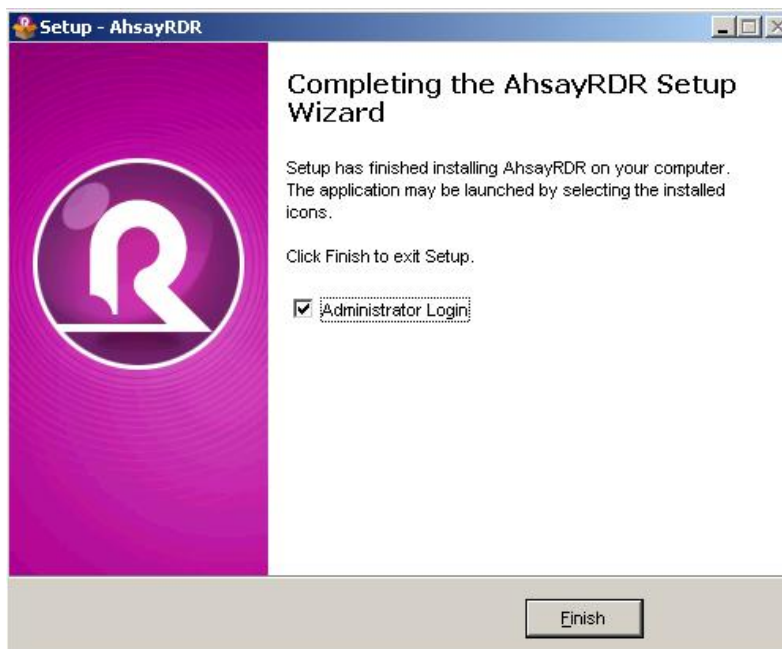 Setup - AhsayRDR
Completing the AhsayRDR Setup
Wizard
Setup has finished installing AhsayRDR on your computer.
The application may be launched by selecting the installed
icons.
Click Finish to exit Setup.
Administrator Login
Finish